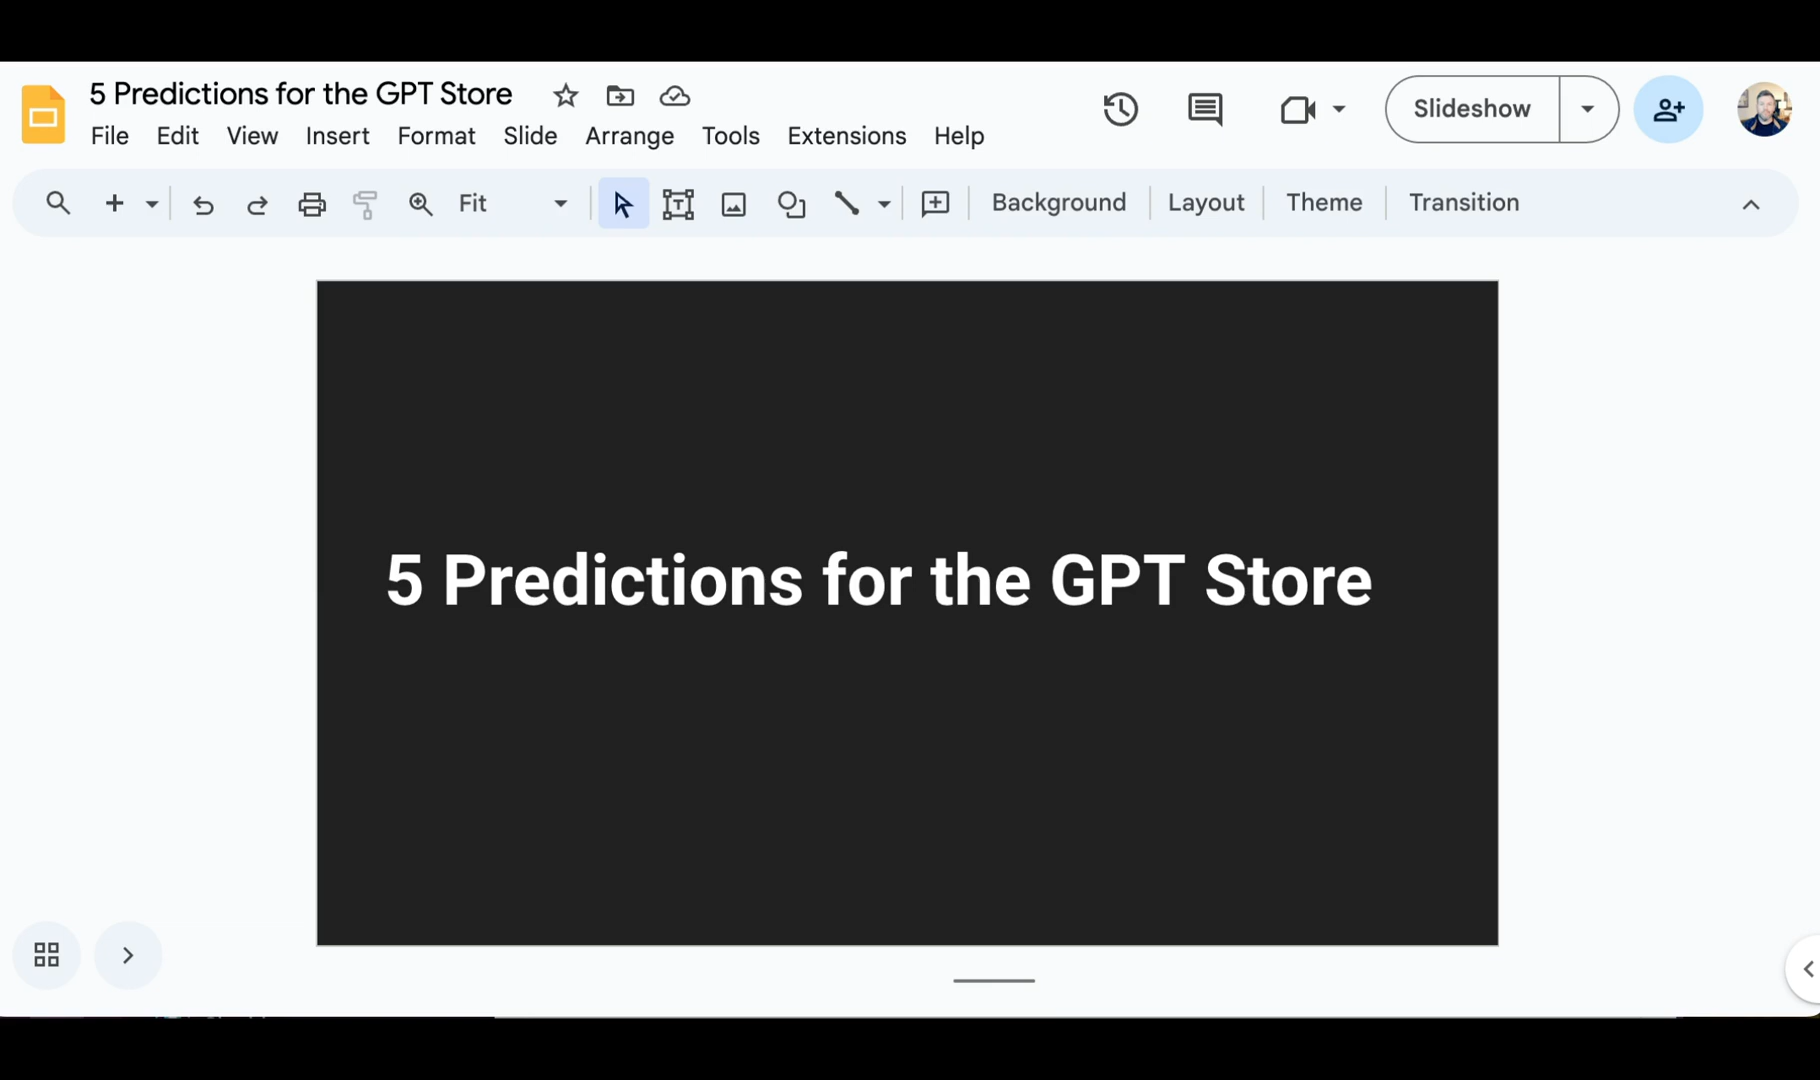 5 Predictions for the GPT Store
File Edit View Insert Format Slide Arrange Tools Extensions Help
Slideshow
Fit
Background Layout Theme Transition
5 Predictions for the GPT Store